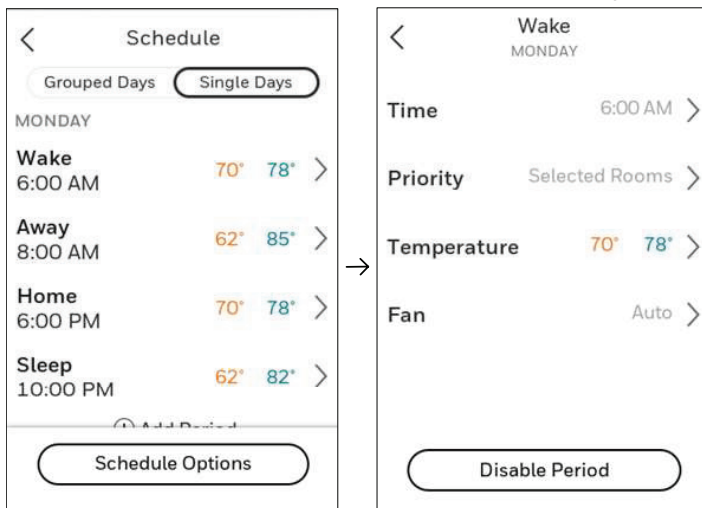 Schedule
Grouped Days Single Days
MONDAY
Wake
6:00 AM
70° 78°
Away
8:00 AM
62° 85°
Home
6:00 PM
70° 78°
Sleep
10:00 PM
62° 82°
Add Period
Schedule Options
Wake
MONDAY
Time 6:00 AM
Priority Selected Rooms
Temperature 70° 78°
Fan Auto
Disable Period